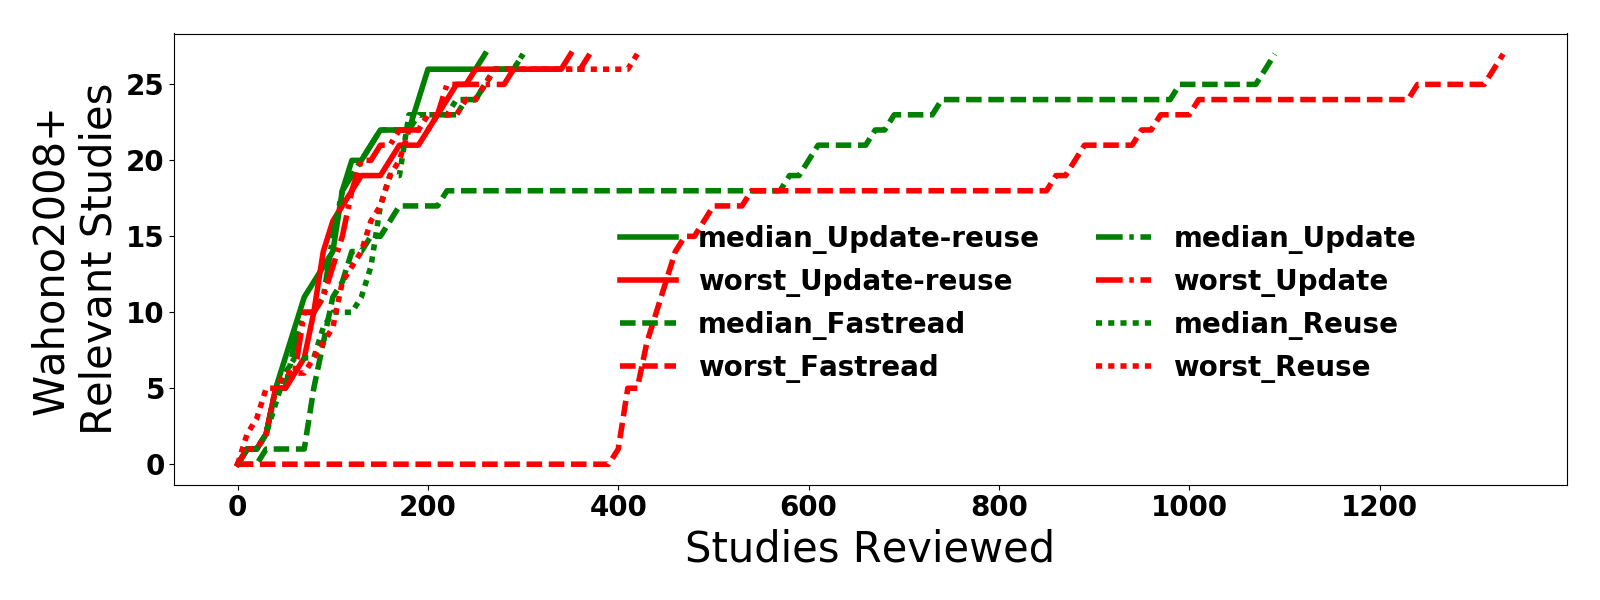 Wahono2008+
Relevant Studies
25
20
15
10
5
0
median_Update-reuse
worst_Update-reuse
median_Fastread
worst_Fastread
median_Update
worst_Update
median_Reuse
worst_Reuse
0 200 400 600 800 1000 1200
Studies Reviewed